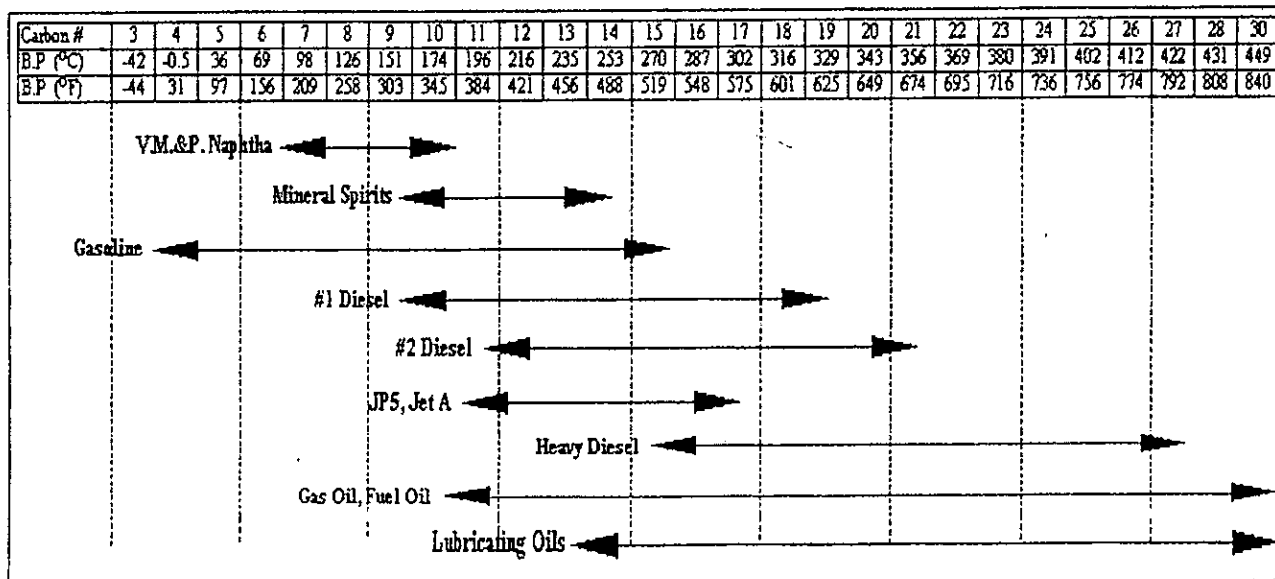 Carbon # 3 4 5 6 7 8 9 10 11 12 13 14 15 16 17 18 19 20 21 22 23 24 25 26 27 28 30
B.P (⁰C) -42 -0.5 36 69 98 126 151 174 196 216 235 253 270 287 302 316 329 343 356 369 380 391 402 412 422 431 449
B.P (⁰F) -44 31 97 156 209 258 303 345 384 421 456 488 519 548 575 601 625 649 674 695 716 736 756 774 792 808 840
V.M.&P. Naphtha
Mineral Spirits
Gasoline
#1 Diesel
#2 Diesel
JP5, Jet A
Heavy Diesel
Gas Oil, Fuel Oil
Lubricating Oils